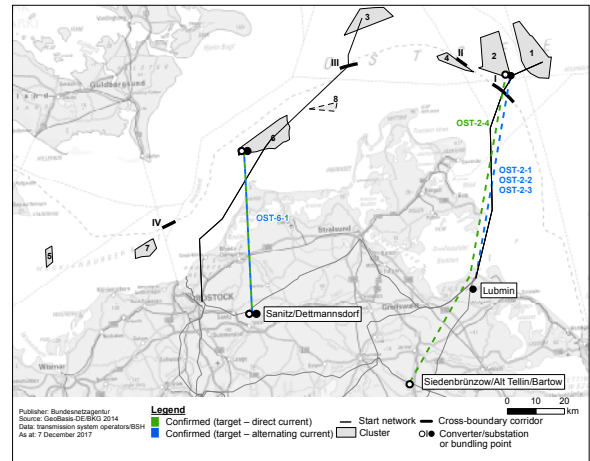 3
III
O S T
II
4
2
1
E E
I
Guldborgsund
8
OST-2-4
6
OST-2-1
OST-2-2
OST-2-3
IV
OST-6-1
Stralsund
7
5
ROSTOCK
Greifswald
Lubmin
Sanitz/Dettmannsdorf
Wismar
Siedenbrünzow/Alt Tellin/Bartow
0 10 20
km
Publisher: Bundesnetzagentur
Source: GeoBasis-DE/BKG 2014
Data: transmission system operators/BSH
As at: 7 December 2017
Legend
Confirmed (target – direct current)
Confirmed (target – alternating current)
Start network
Cluster
Cross-boundary corridor
Converter/substation
or bundling point